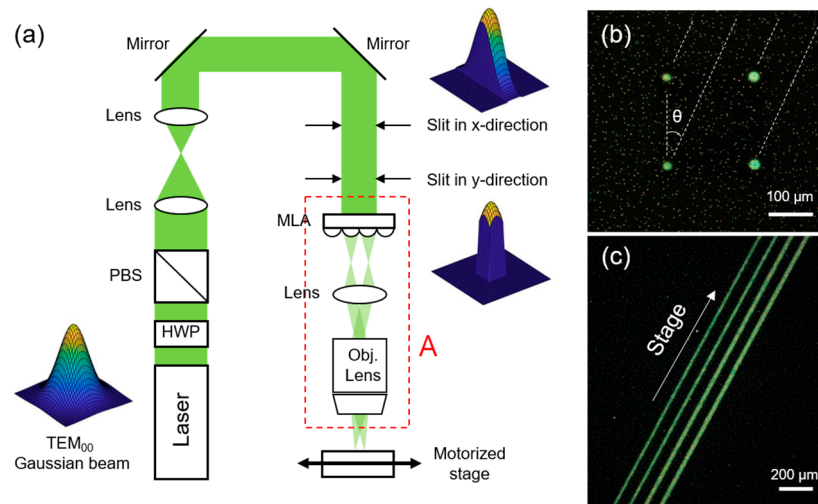 (a)
Mirror
Mirror
Lens
Slit in x-direction
Slit in y-direction
Lens
MLA
PBS
Lens
A
HWP
Obj.
Lens
Laser
TEM₀₀
Gaussian beam
Motorized
stage
(b)
θ
100 μm
(c)
Stage
200 μm